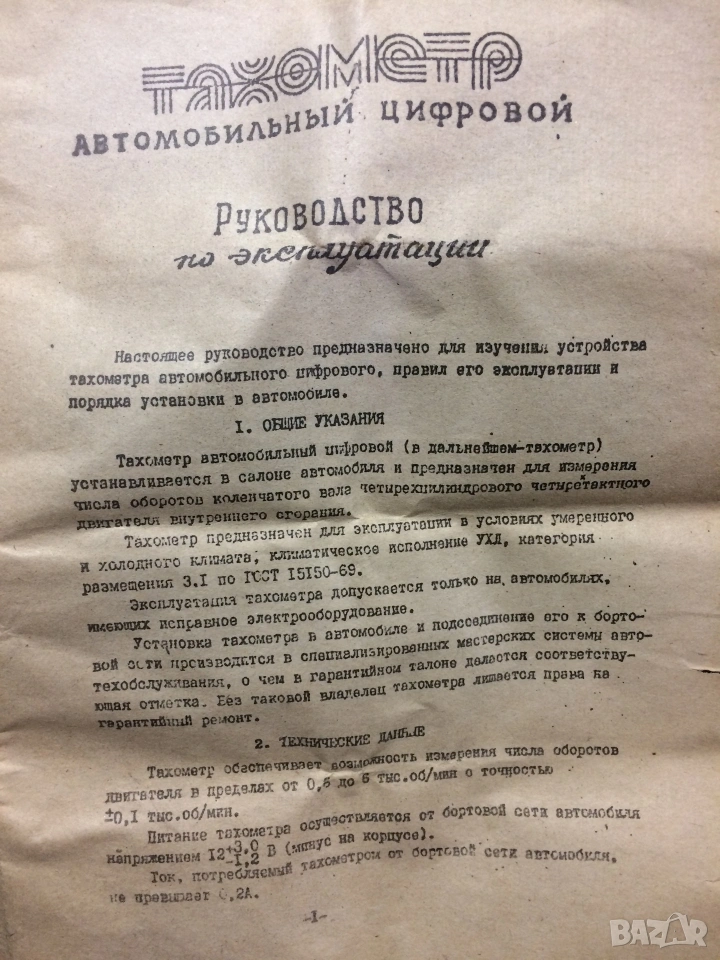 ТАХОМЕТР
АВТОМОБИЛЬНЫЙ ЦИФРОВОЙ
РУКОВОДСТВО
по эксплуатации
Настоящее руководство предназначено для изучения устройства
тахометра автомобильного цифрового, правил его эксплуатации и
порядка установки в автомобиле.
I. ОБЩИЕ УКАЗАНИЯ
Тахометр автомобильный цифровой (в дальнейшем-тахометр)
устанавливается в салоне автомобиля и предназначен для измерения
числа оборотов коленчатого вала четырехцилиндрового четырехтактного
двигателя внутреннего сгорания.
Тахометр предназначен для эксплуатации в условиях умеренного
и холодного климата, климатическое исполнение УХЛ, категория
размещения 3.I по ГОСТ I5I50-69.
Эксплуатация тахометра допускается только на автомобилях,
имеющих исправное электрооборудование.
Установка тахометра в автомобиле и подсоединение его к борто-
вой сети производится в специализированных мастерских системы авто-
техобслуживания, о чем в гарантийном талоне делается соответству-
ющая отметка. Без таковой владелец тахометра лишается права на
гарантийный ремонт.
2. ТЕХНИЧЕСКИЕ ДАННЫЕ
Тахометр обеспечивает возможность измерения числа оборотов
двигателя в пределах от 0,5 до 6 тыс.об/мин с точностью
±0,I тыс.об/мин.
Питание тахометра осуществляется от бортовой сети автомобиля
напряжением I2 +3,0 -I,2 В (минус на корпусе).
Ток, потребляемый тахометром от бортовой сети автомобиля,
не превышает 0,2А.
-I-
BAZAR